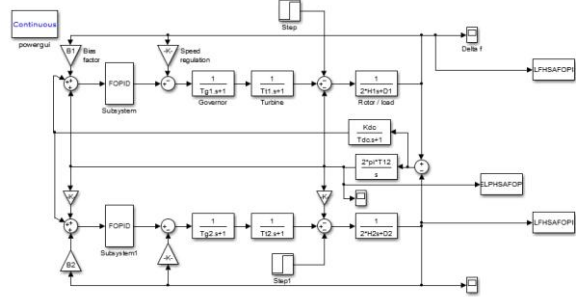 Continuous
powergui
Step
Delta f
B1
Bias
factor
-K-
Speed
regulation
LFHSAFOPI
FOPID
Subsystem
1
Tg1.s+1
Governor
1
Tt1.s+1
Turbine
1
2*H1s+D1
Rotor / load
Kdc
Tdc.s+1
2*pi*T12
s
ELPHSAFOPI
FOPID
Subsystem1
1
Tg2.s+1
1
Tt2.s+1
1
2*H2s+D2
LFHSAFOPI
B2
-K-
Step1